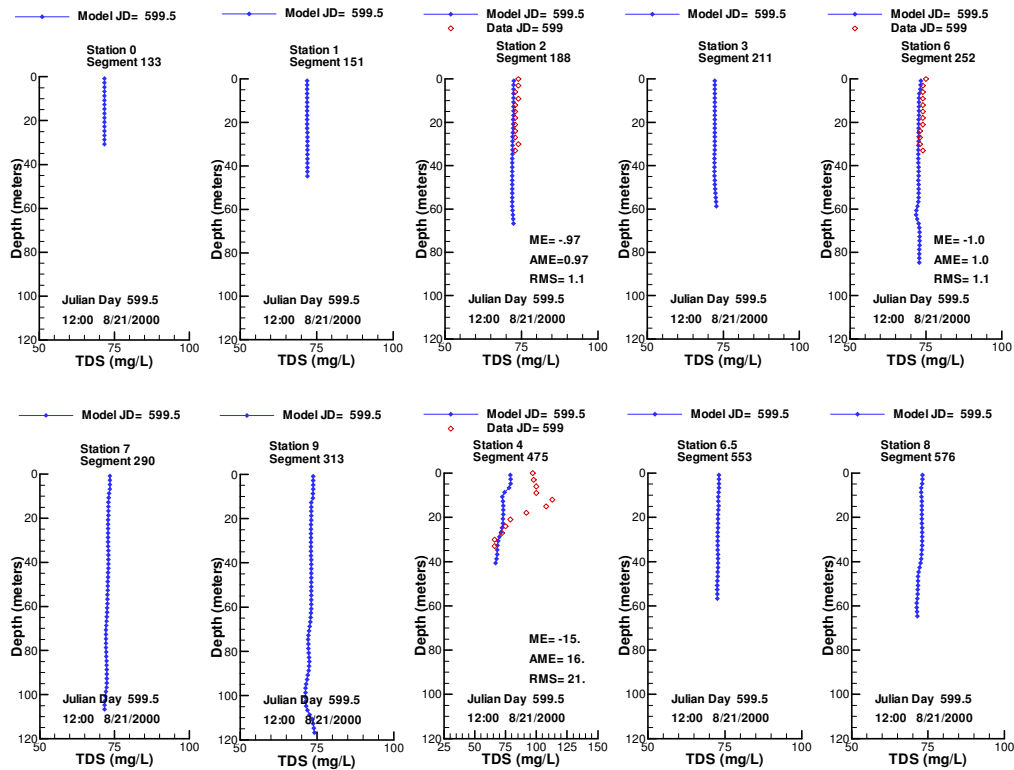 Model JD= 599.5
Station 0
Segment 133
0
20
40
60
80
100
120
50
75
100
Depth (meters)
TDS (mg/L)
Julian Day 599.5
12:00 8/21/2000
Model JD= 599.5
Station 1
Segment 151
0
20
40
60
80
100
120
50
75
100
Depth (meters)
TDS (mg/L)
Julian Day 599.5
12:00 8/21/2000
Model JD= 599.5
Data JD= 599
Station 2
Segment 188
0
20
40
60
80
100
120
50
75
100
Depth (meters)
TDS (mg/L)
ME= -.97
AME=0.97
RMS= 1.1
Julian Day 599.5
12:00 8/21/2000
Model JD= 599.5
Station 3
Segment 211
0
20
40
60
80
100
120
50
75
100
Depth (meters)
TDS (mg/L)
Julian Day 599.5
12:00 8/21/2000
Model JD= 599.5
Data JD= 599
Station 6
Segment 252
0
20
40
60
80
100
120
50
75
100
Depth (meters)
TDS (mg/L)
ME= -1.0
AME= 1.0
RMS= 1.1
Julian Day 599.5
12:00 8/21/2000
Model JD= 599.5
Station 7
Segment 290
0
20
40
60
80
100
120
50
75
100
Depth (meters)
TDS (mg/L)
Julian Day 599.5
12:00 8/21/2000
Model JD= 599.5
Station 9
Segment 313
0
20
40
60
80
100
120
50
75
100
Depth (meters)
TDS (mg/L)
Julian Day 599.5
12:00 8/21/2000
Model JD= 599.5
Data JD= 599
Station 4
Segment 475
0
20
40
60
80
100
120
25
50
75
100
125
150
Depth (meters)
TDS (mg/L)
ME= -15.
AME= 16.
RMS= 21.
Julian Day 599.5
12:00 8/21/2000
Model JD= 599.5
Station 6.5
Segment 553
0
20
40
60
80
100
120
50
75
100
Depth (meters)
TDS (mg/L)
Julian Day 599.5
12:00 8/21/2000
Model JD= 599.5
Station 8
Segment 576
0
20
40
60
80
100
120
50
75
100
Depth (meters)
TDS (mg/L)
Julian Day 599.5
12:00 8/21/2000